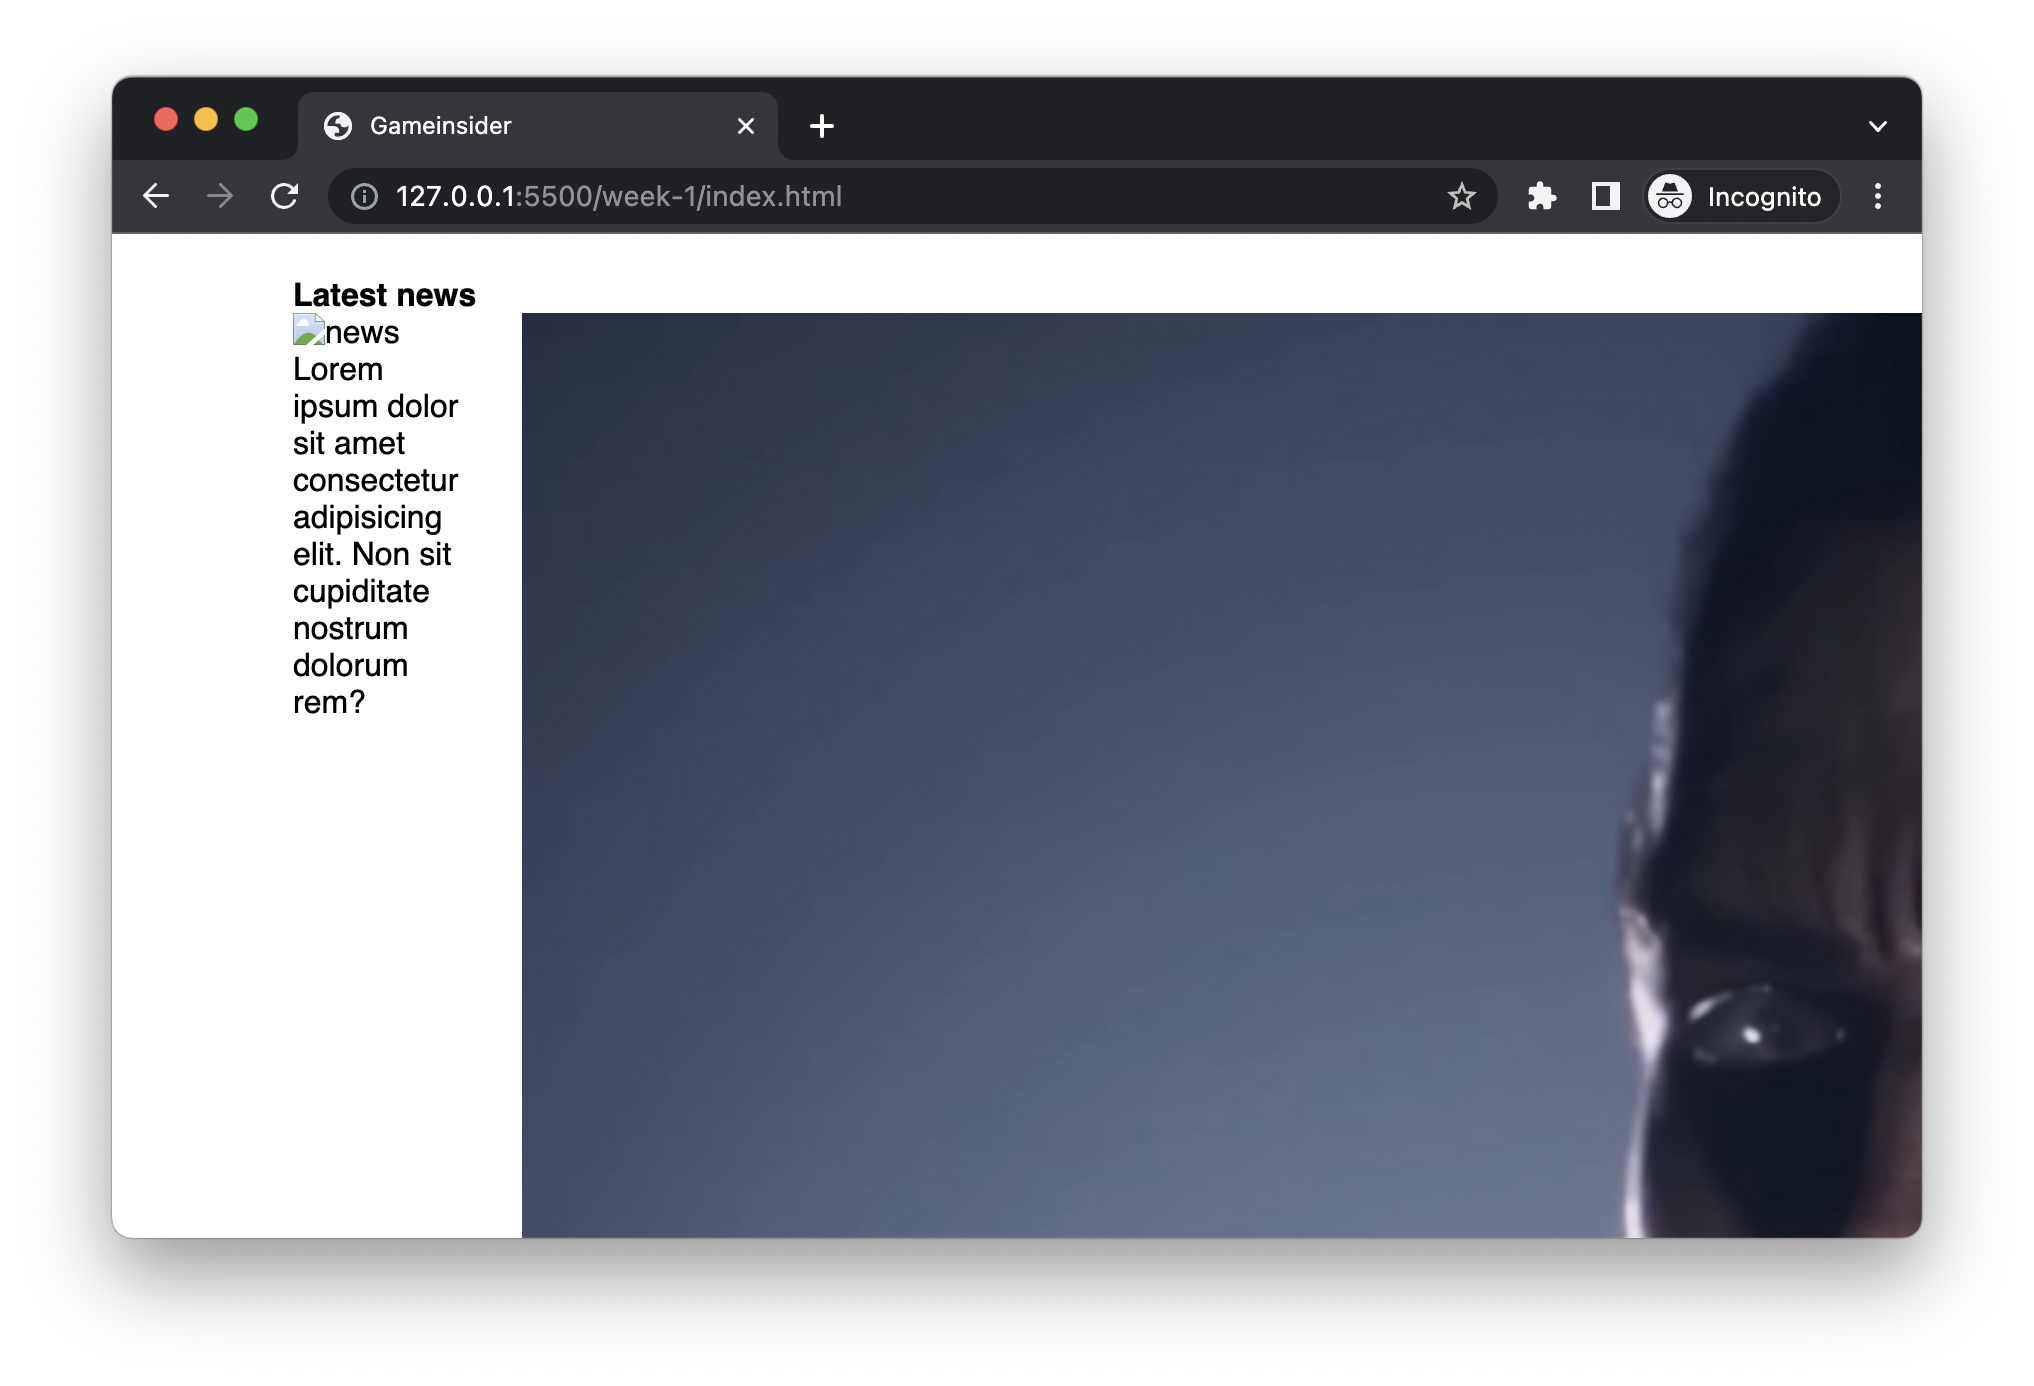 Gameinsider
127.0.0.1:5500/week-1/index.html
Incognito
Latest news
news
Lorem
ipsum dolor
sit amet
consectetur
adipisicing
elit. Non sit
cupiditate
nostrum
dolorum
rem?